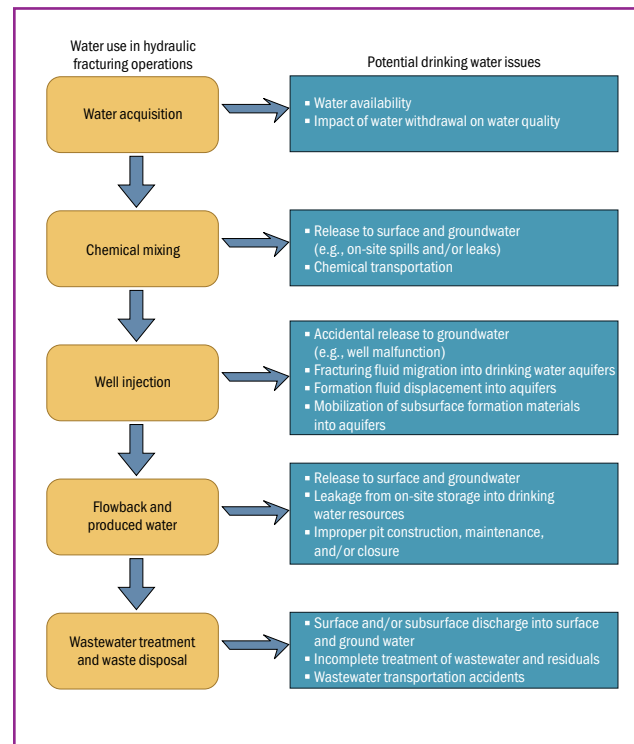 Water use in hydraulic
fracturing operations
Potential drinking water issues
Water acquisition
▪ Water availability
▪ Impact of water withdrawal on water quality
Chemical mixing
▪ Release to surface and groundwater
(e.g., on-site spills and/or leaks)
▪ Chemical transportation
Well injection
▪ Accidental release to groundwater
(e.g., well malfunction)
▪ Fracturing fluid migration into drinking water aquifers
▪ Formation fluid displacement into aquifers
▪ Mobilization of subsurface formation materials
into aquifers
Flowback and
produced water
▪ Release to surface and groundwater
▪ Leakage from on-site storage into drinking
water resources
▪ Improper pit construction, maintenance,
and/or closure
Wastewater treatment
and waste disposal
▪ Surface and/or subsurface discharge into surface
and ground water
▪ Incomplete treatment of wastewater and residuals
▪ Wastewater transportation accidents